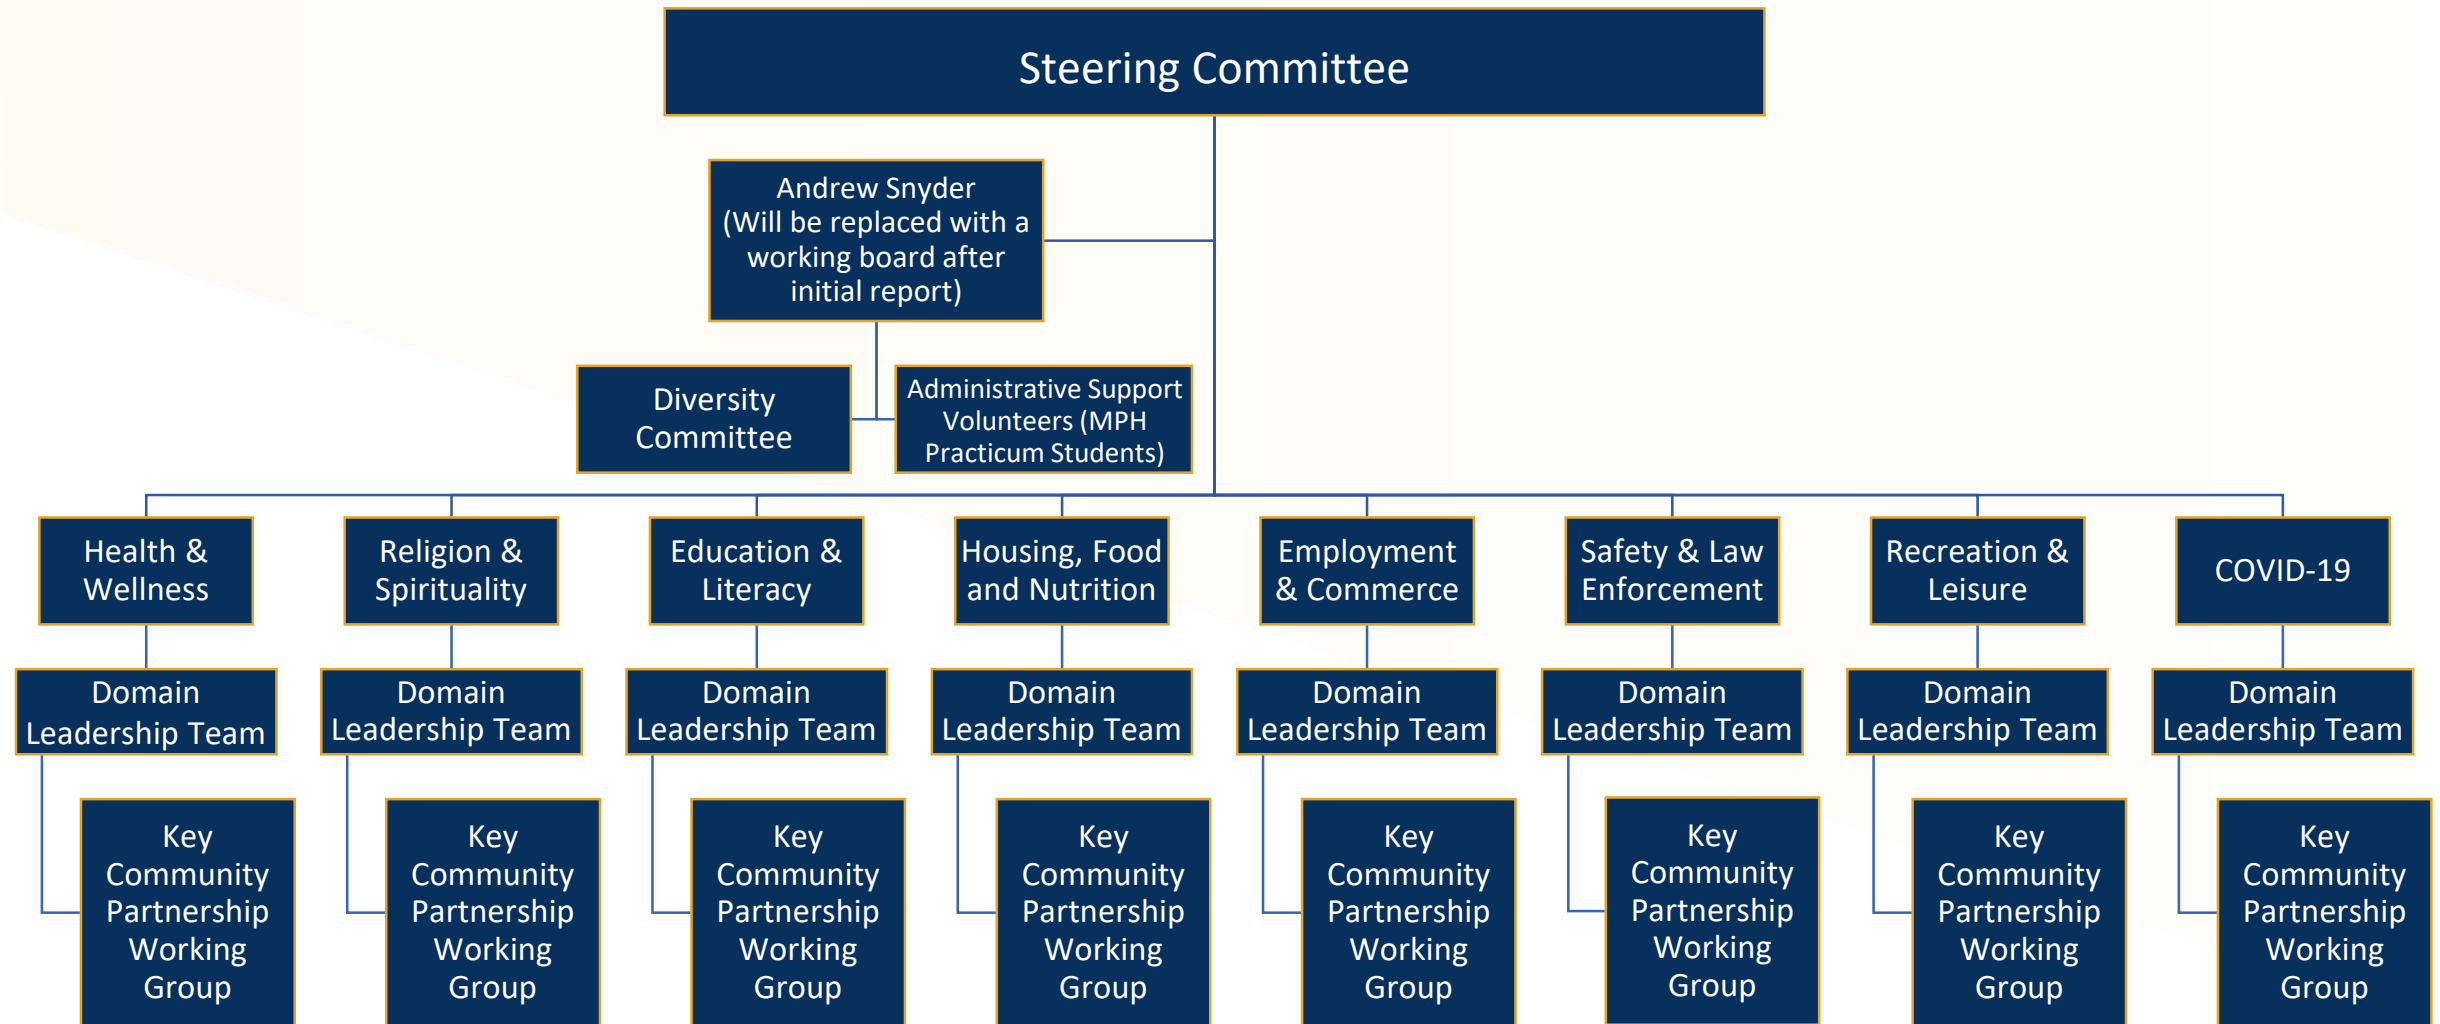 Steering Committee
Andrew Snyder
(Will be replaced with a
working board after
initial report)
Diversity
Committee
Administrative Support
Volunteers (MPH
Practicum Students)
Health &
Wellness
Religion &
Spirituality
Education &
Literacy
Housing, Food
and Nutrition
Employment
& Commerce
Safety & Law
Enforcement
Recreation &
Leisure
COVID-19
Domain
Leadership Team
Domain
Leadership Team
Domain
Leadership Team
Domain
Leadership Team
Domain
Leadership Team
Domain
Leadership Team
Domain
Leadership Team
Domain
Leadership Team
Key
Community
Partnership
Working
Group
Key
Community
Partnership
Working
Group
Key
Community
Partnership
Working
Group
Key
Community
Partnership
Working
Group
Key
Community
Partnership
Working
Group
Key
Community
Partnership
Working
Group
Key
Community
Partnership
Working
Group
Key
Community
Partnership
Working
Group